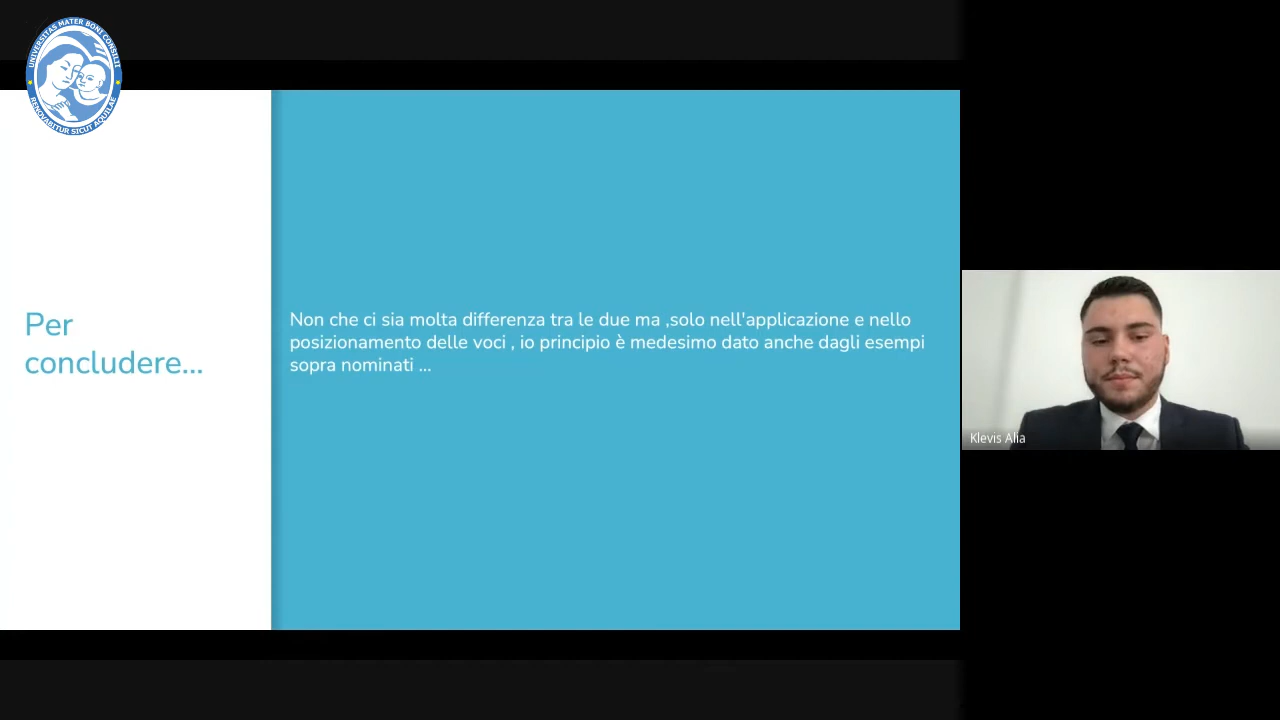 UNIVERSITAS MATER BONI CONSILII
RENOVABITUR SICUT AQUILAE
Per
concludere...
Non che ci sia molta differenza tra le due ma ,solo nell'applicazione e nello
posizionamento delle voci , io principio è medesimo dato anche dagli esempi
sopra nominati ...
Klevis Alia